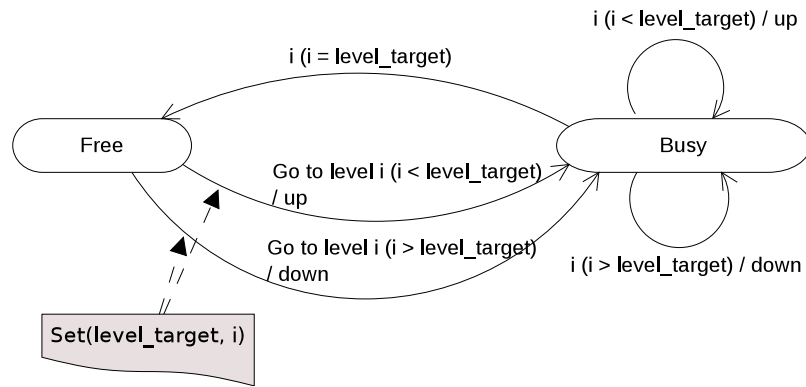 i (i < level_target) / up
i (i = level_target)
Free
Busy
Go to level i (i < level_target)
/ up
Go to level i (i > level_target)
/ down
i (i > level_target) / down
Set(level_target, i)